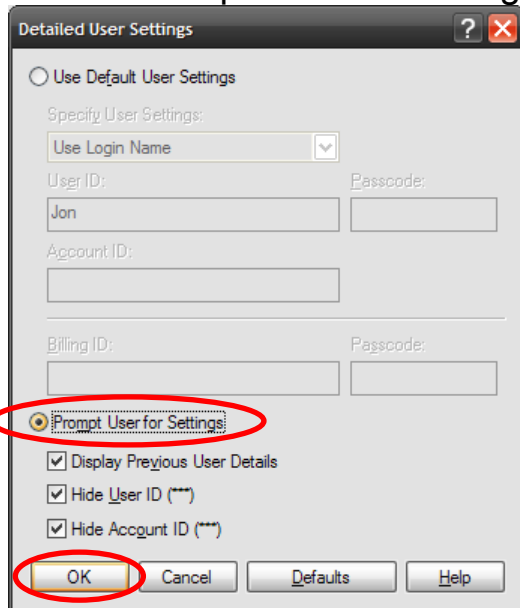 Detailed User Settings
Use Default User Settings
Specify User Settings:
Use Login Name
User ID: Passcode:
Jon
Account ID:
Billing ID: Passcode:
Prompt User for Settings
Display Previous User Details
Hide User ID (***)
Hide Account ID (***)
OK Cancel Defaults Help